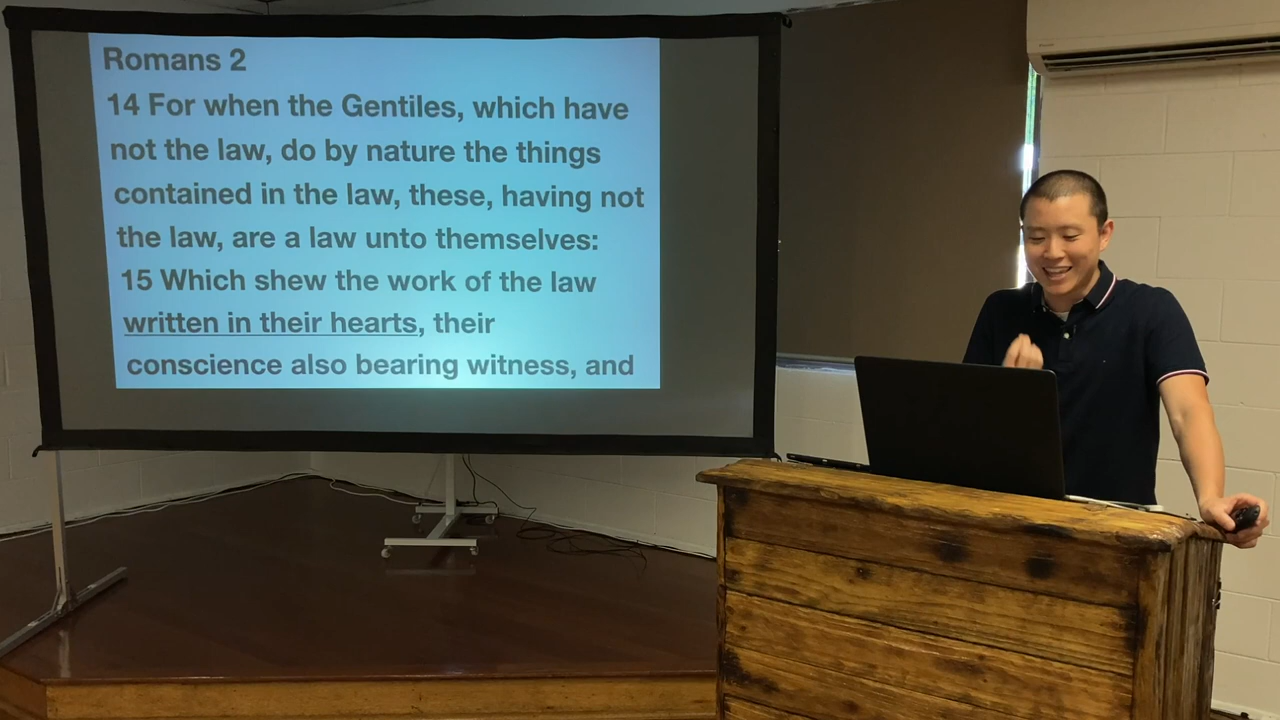 Romans 2
14 For when the Gentiles, which have
not the law, do by nature the things
contained in the law, these, having not
the law, are a law unto themselves:
15 Which shew the work of the law
written in their hearts, their
conscience also bearing witness, and